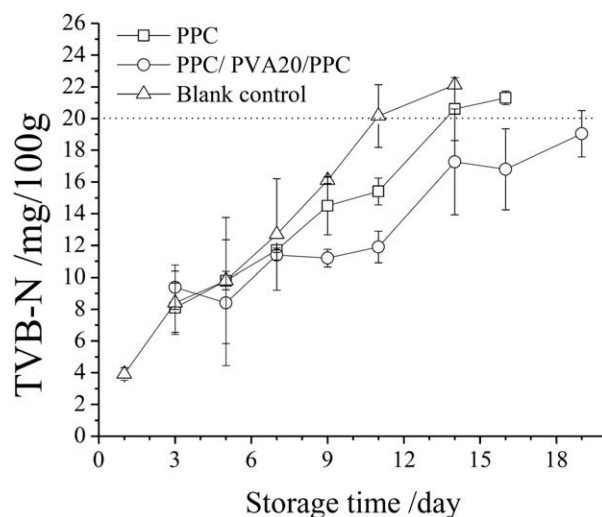 PPC
PPC/ PVA20/PPC
Blank control
TVB-N /mg/100g
26
24
22
20
18
16
14
12
10
8
6
4
2
0
0 3 6 9 12 15 18
Storage time /day